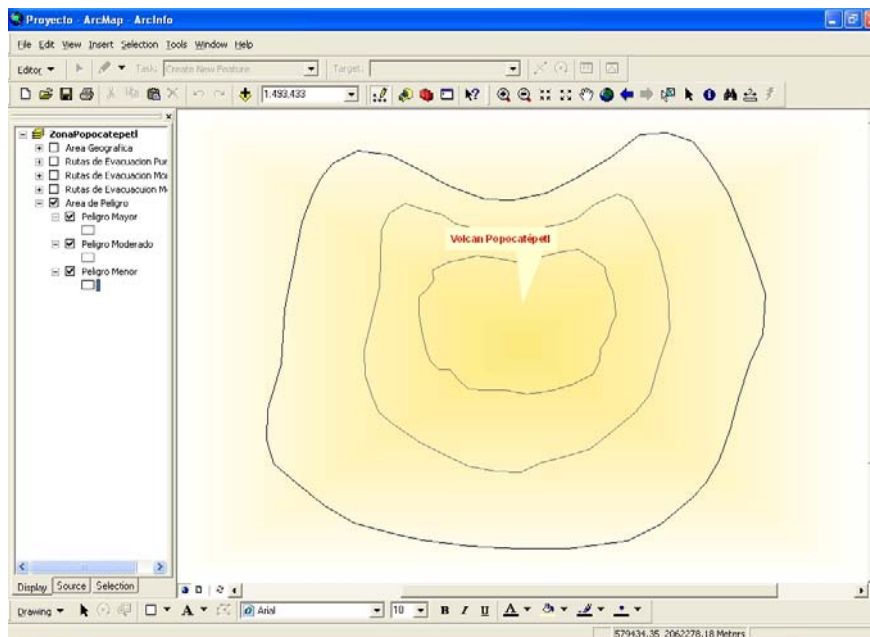 Proyecto - ArcMap - ArcInfo
File Edit View Insert Selection Tools Window Help
Editor Task: Create New Feature Target:
1:493,433
ZonaPopocatepetl
Area Geografica
Rutas de Evacuacion Pur
Rutas de Evacuacion Mor
Rutas de Evacuacuion M
Area de Peligro
Peligro Mayor
Peligro Moderado
Peligro Menor
Volcan Popocatépetl
Display Source Selection
Drawing A Arial 10 B I U A
579434.35 2062278.18 Meters